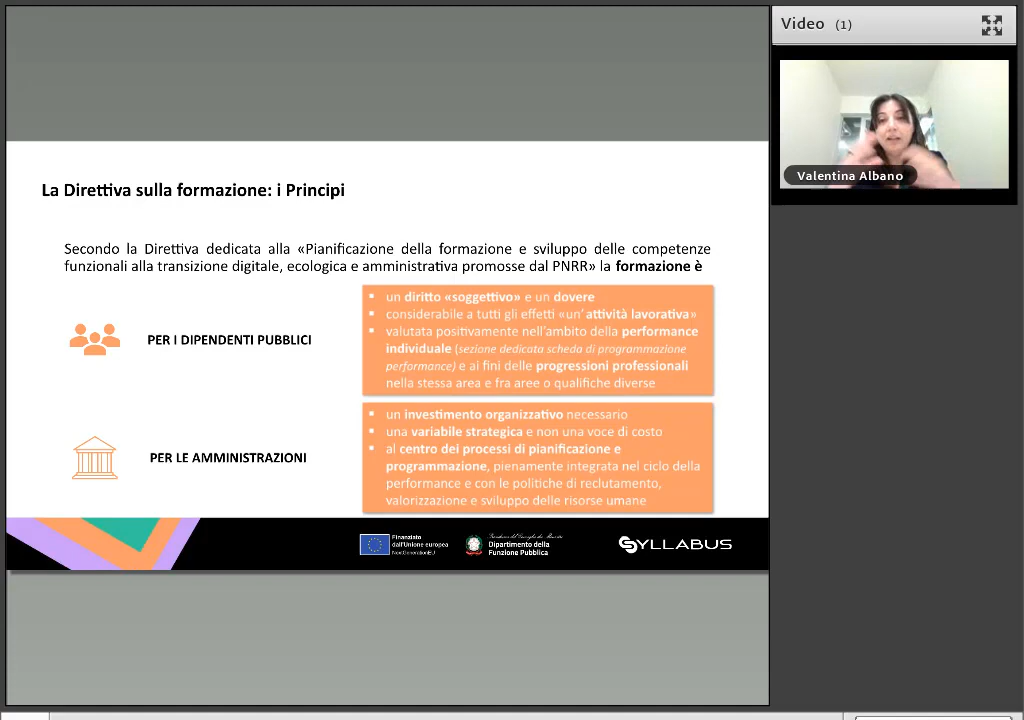 Video (1)
Valentina Albano
La Direttiva sulla formazione: i Principi
Secondo la Direttiva dedicata alla «Pianificazione della formazione e sviluppo delle competenze
funzionali alla transizione digitale, ecologica e amministrativa promosse dal PNRR» la formazione è
PER I DIPENDENTI PUBBLICI
▪ un diritto «soggettivo» e un dovere
▪ considerabile a tutti gli effetti «un'attività lavorativa»
▪ valutata positivamente nell'ambito della performance
individuale (sezione dedicata scheda di programmazione
performance) e ai fini delle progressioni professionali
nella stessa area e fra aree o qualifiche diverse
PER LE AMMINISTRAZIONI
▪ un investimento organizzativo necessario
▪ una variabile strategica e non una voce di costo
▪ al centro dei processi di pianificazione e
programmazione, pienamente integrata nel ciclo della
performance e con le politiche di reclutamento,
valorizzazione e sviluppo delle risorse umane
Finanziato
dall'Unione europea
NextGenerationEU
Presidenza del Consiglio dei Ministri
Dipartimento della
Funzione Pubblica
SYLLABUS